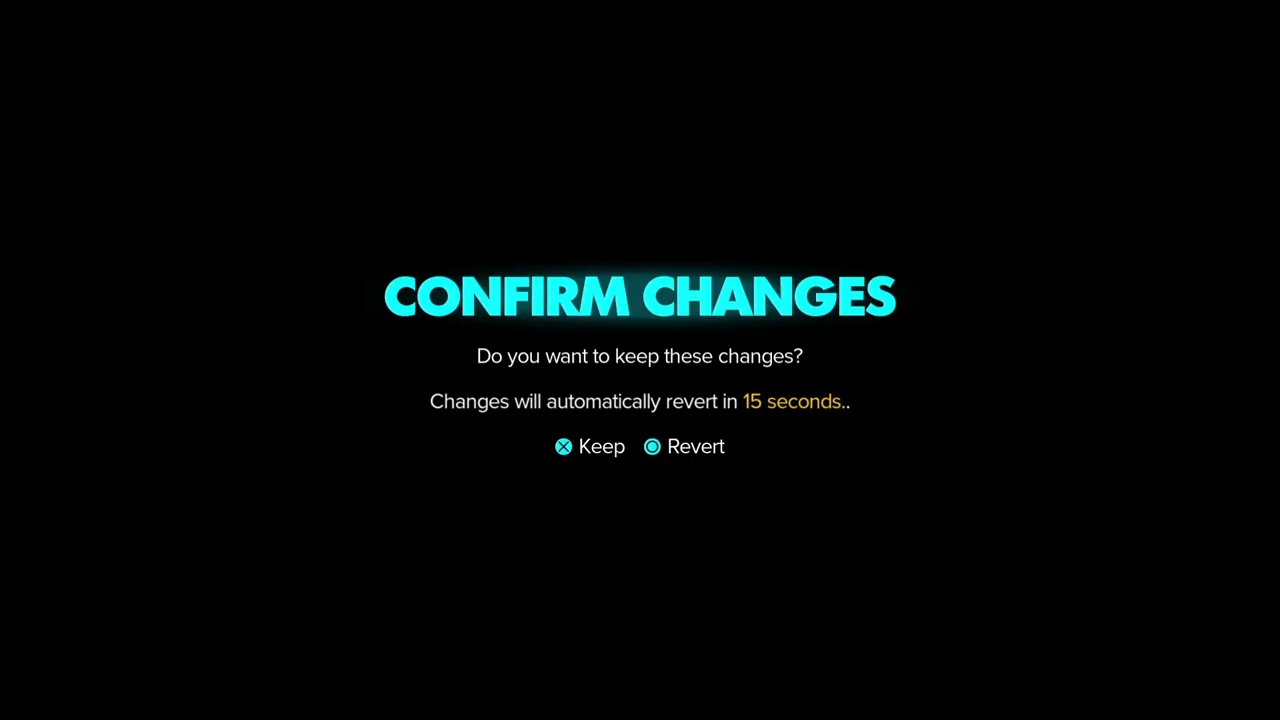 CONFIRM CHANGES
Do you want to keep these changes?
Changes will automatically revert in 15 seconds..
Keep Revert